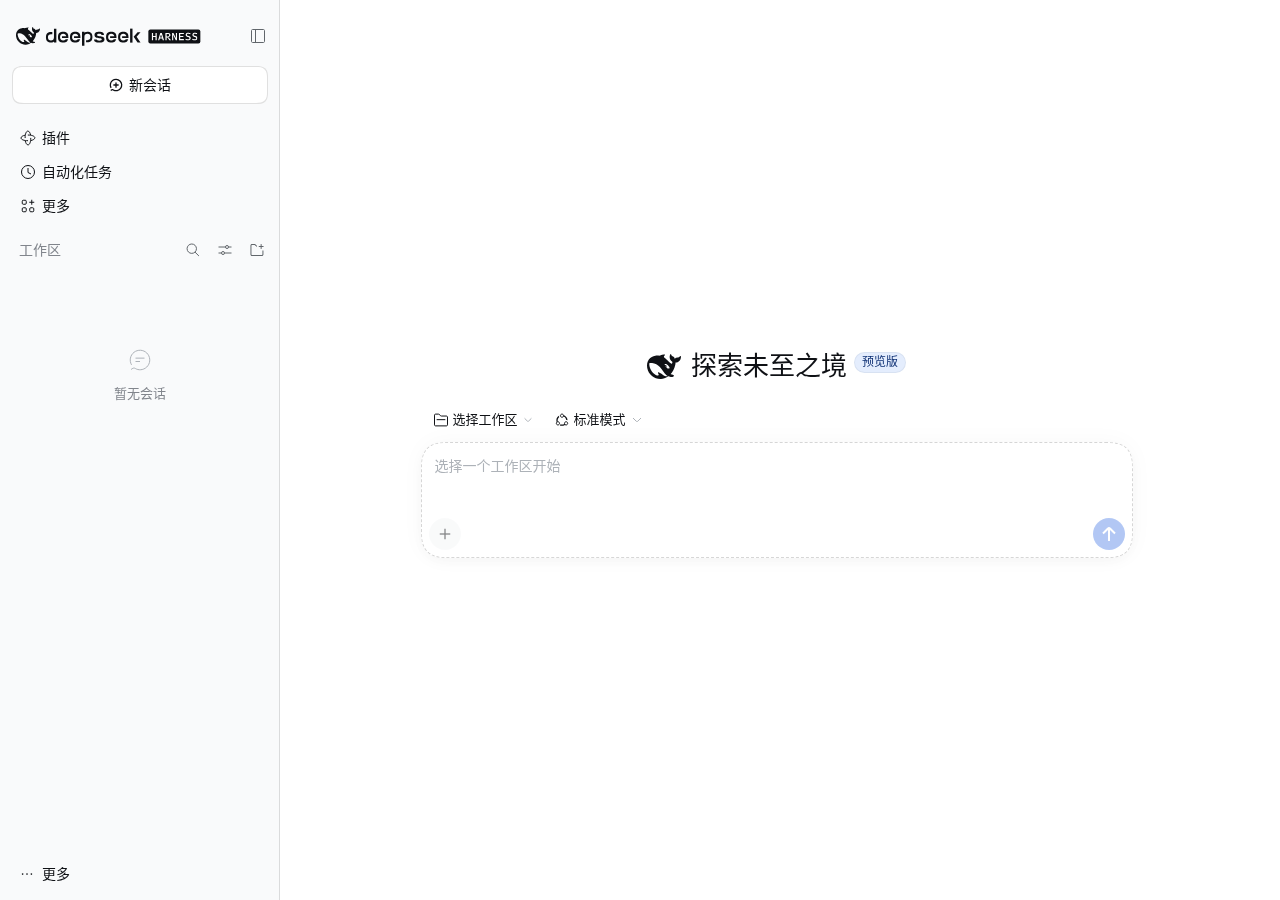 deepseek HARNESS
新会话
插件
自动化任务
更多
工作区
暂无会话
更多
探索未至之境 预览版
选择工作区 标准模式
选择一个工作区开始